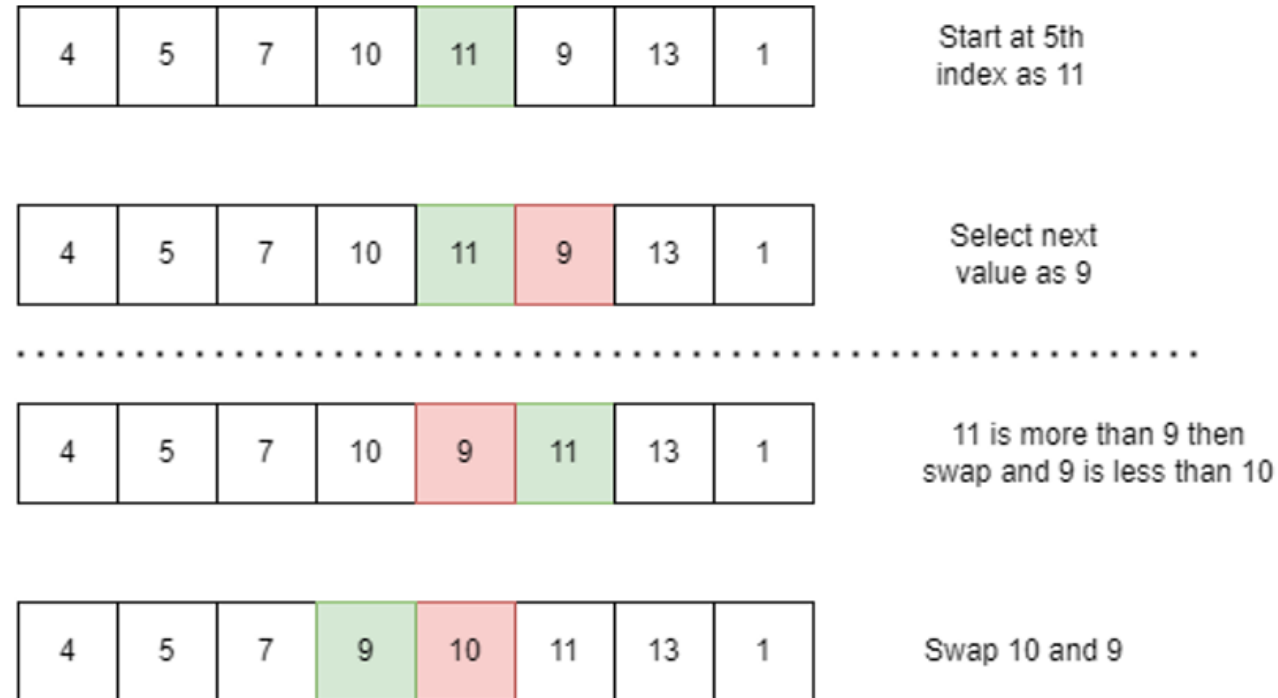 4 5 7 10 11 9 13 1
Start at 5th
index as 11
4 5 7 10 11 9 13 1
Select next
value as 9
4 5 7 10 9 11 13 1
11 is more than 9 then
swap and 9 is less than 10
4 5 7 9 10 11 13 1
Swap 10 and 9